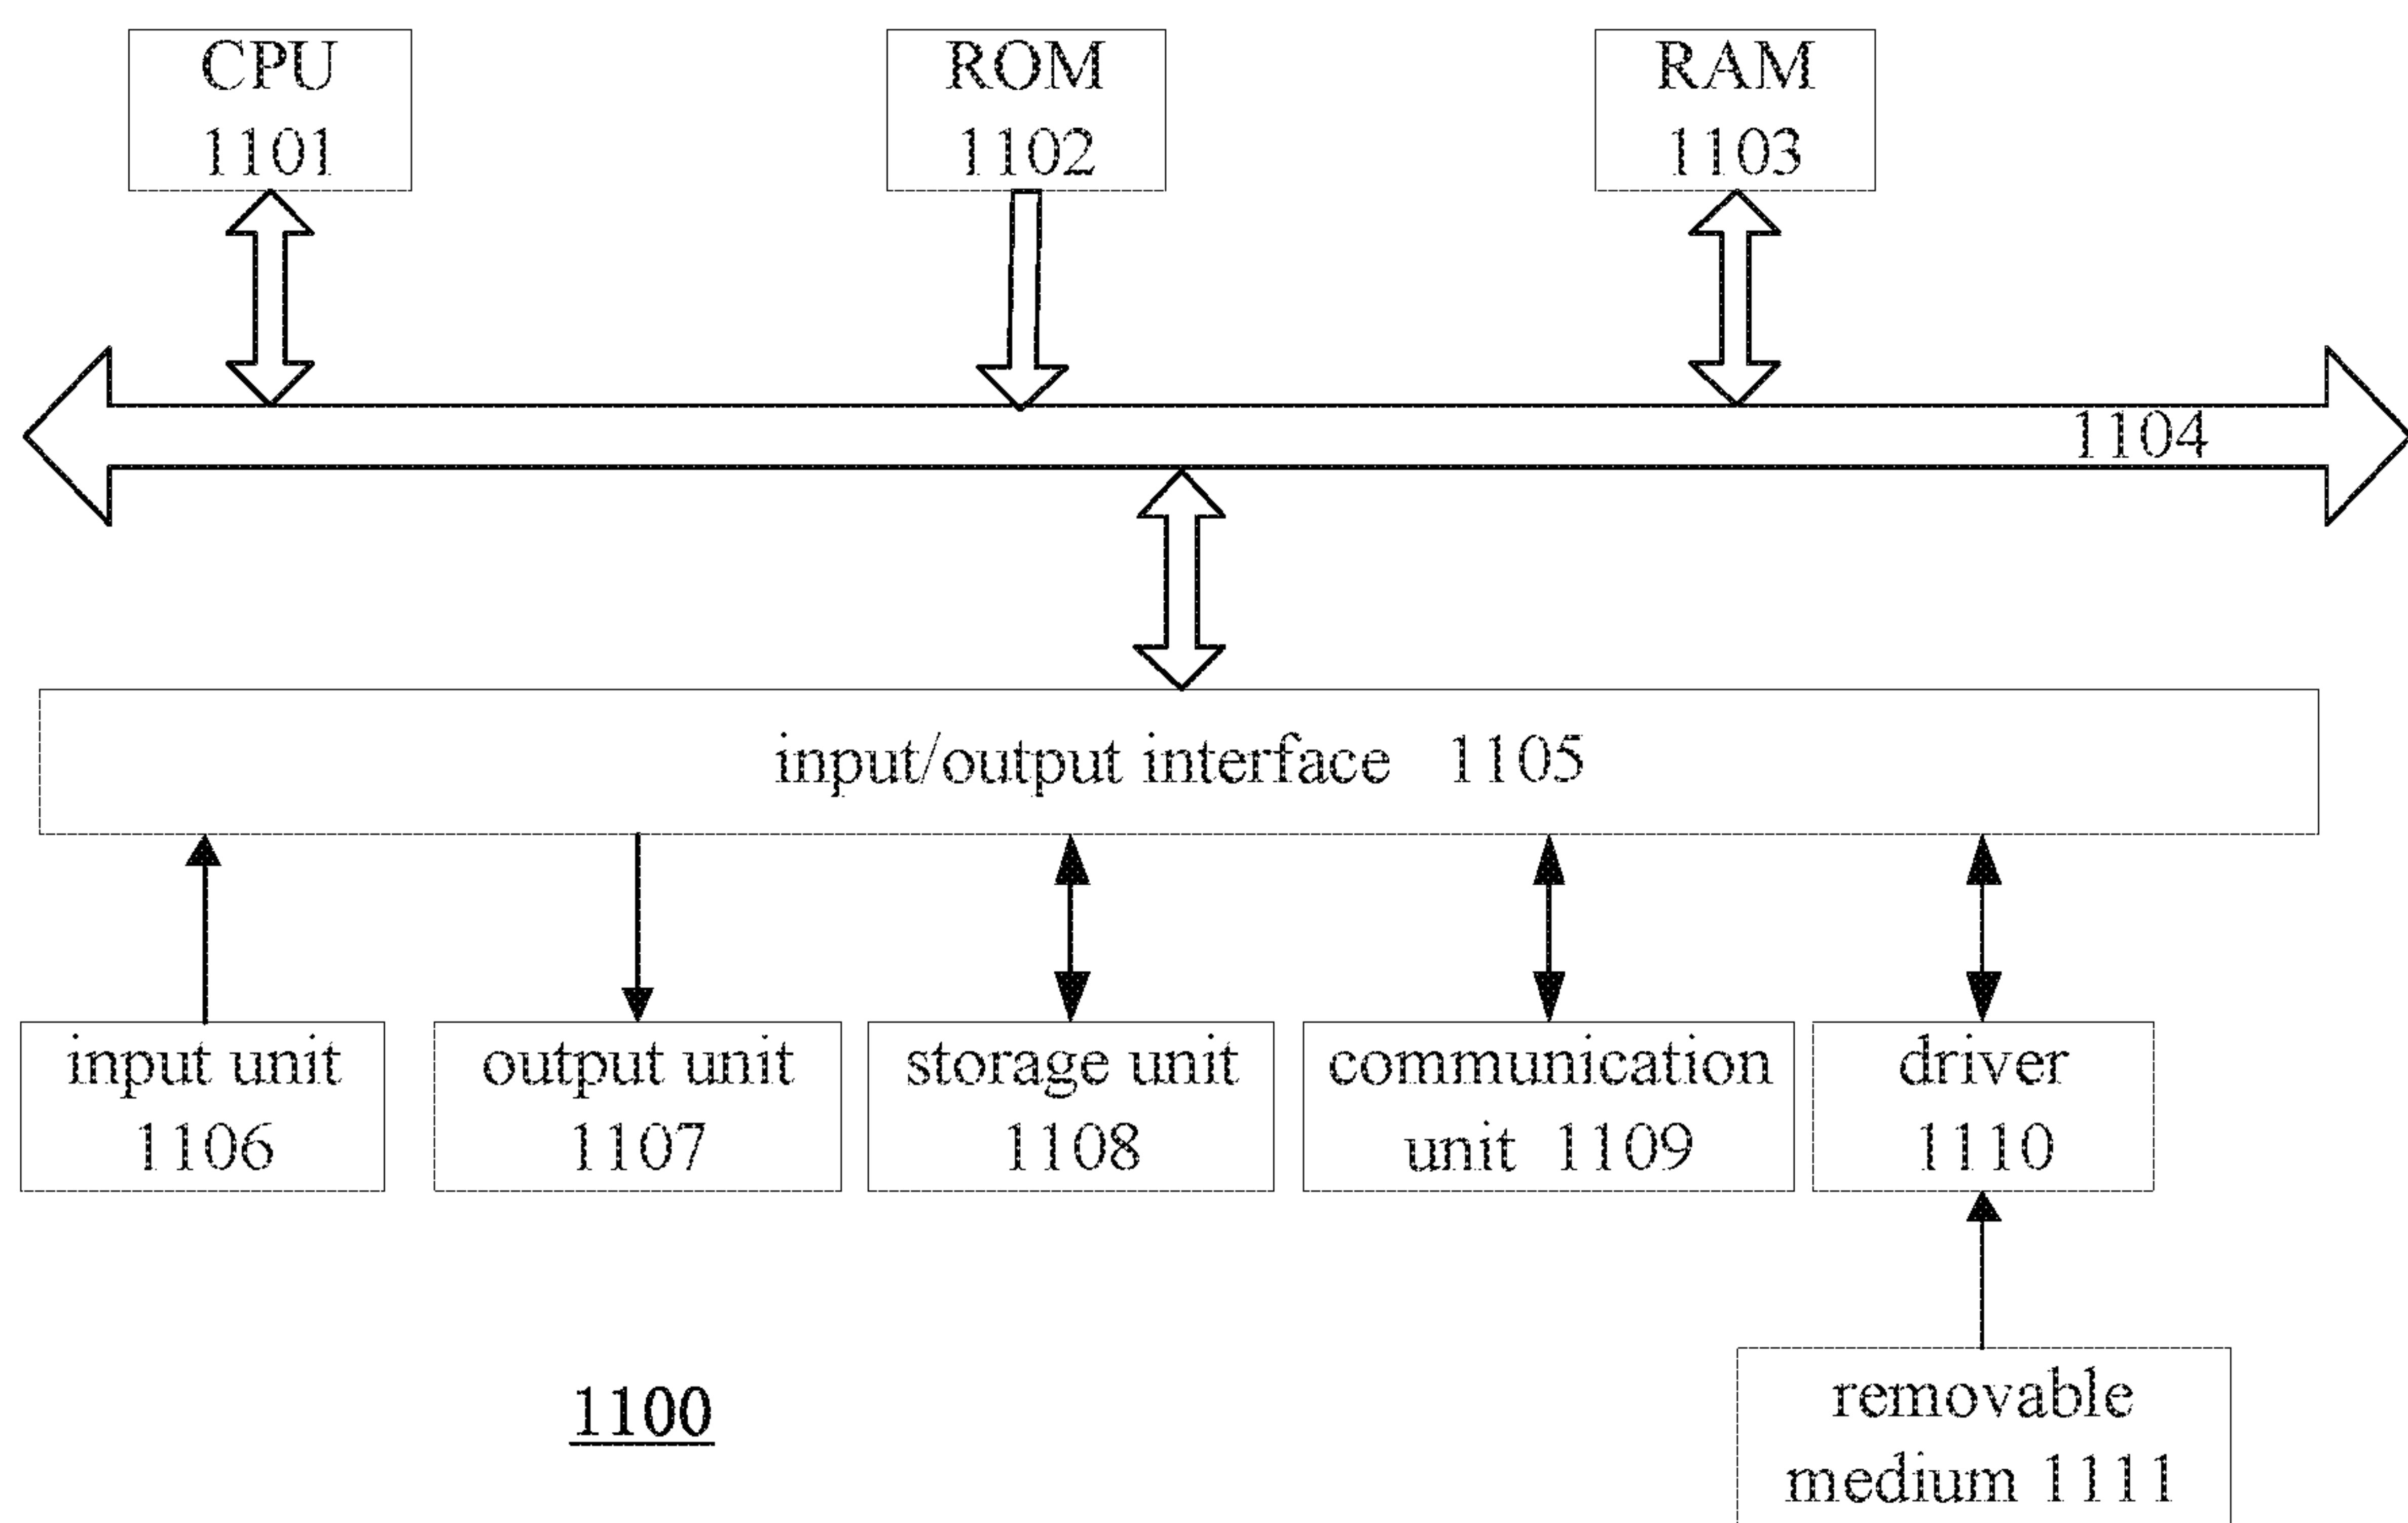 CPU
1101
ROM
1102
RAM
1103
1104
input/output interface 1105
input unit
1106
output unit
1107
storage unit
1108
communication
unit 1109
driver
1110
1100
removable
medium 1111